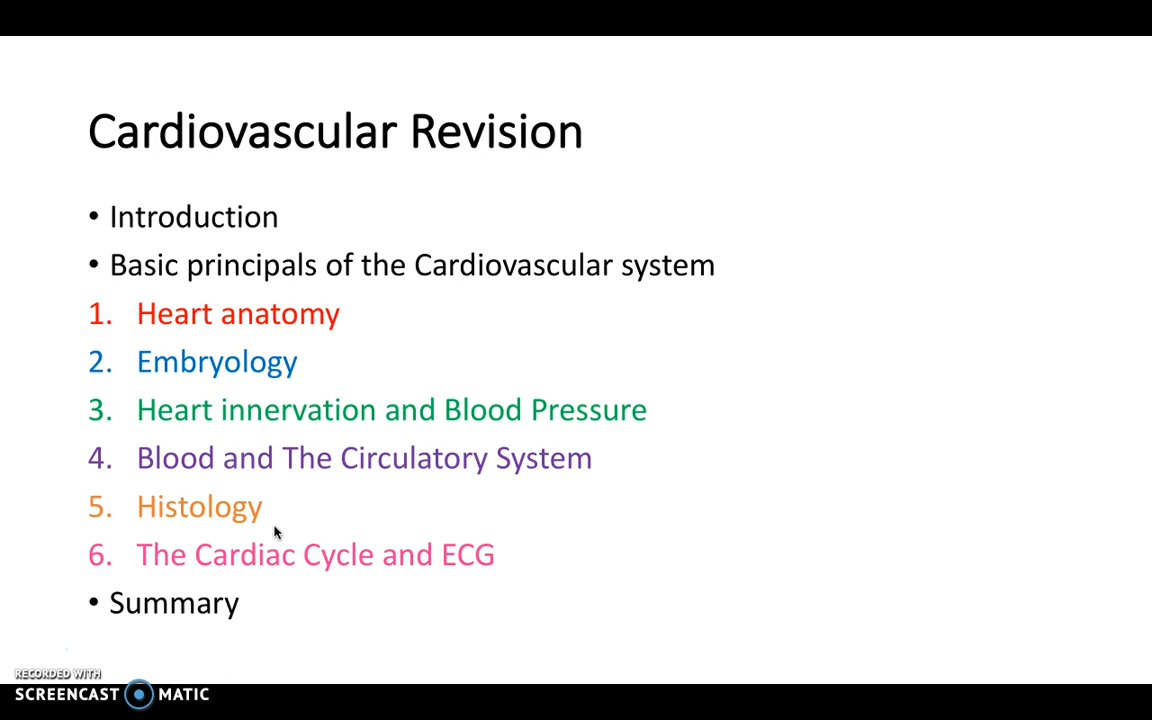 Cardiovascular Revision
• Introduction
• Basic principals of the Cardiovascular system
1. Heart anatomy
2. Embryology
3. Heart innervation and Blood Pressure
4. Blood and The Circulatory System
5. Histology
6. The Cardiac Cycle and ECG
• Summary
RECORDED WITH
SCREENCAST MATIC